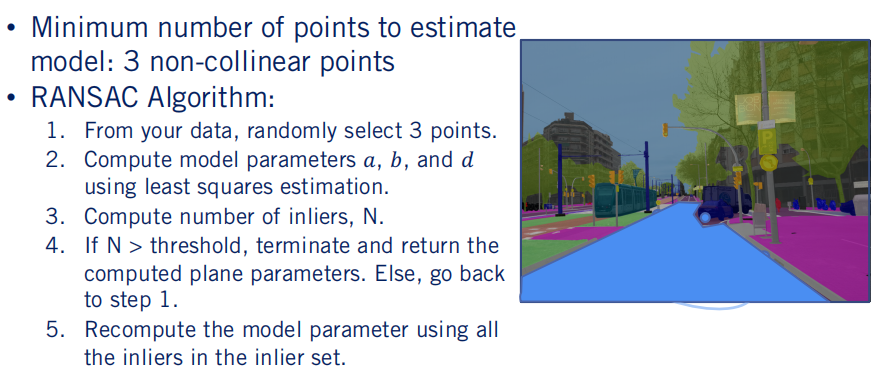 • Minimum number of points to estimate
model: 3 non-collinear points
• RANSAC Algorithm:
1. From your data, randomly select 3 points.
2. Compute model parameters a, b, and d
using least squares estimation.
3. Compute number of inliers, N.
4. If N > threshold, terminate and return the
computed plane parameters. Else, go back
to step 1.
5. Recompute the model parameter using all
the inliers in the inlier set.